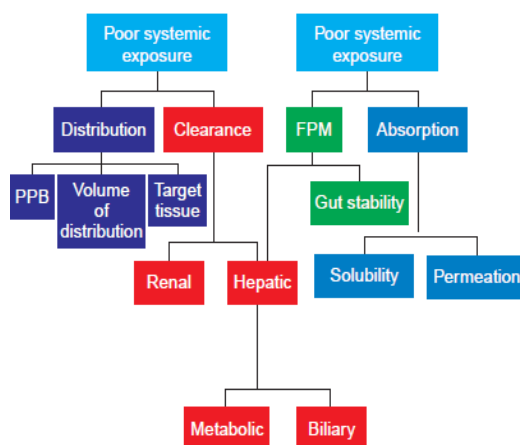 Poor systemic
exposure
Poor systemic
exposure
Distribution
Clearance
FPM
Absorption
PPB
Volume
of
distribution
Target
tissue
Gut stability
Renal
Hepatic
Solubility
Permeation
Metabolic
Biliary